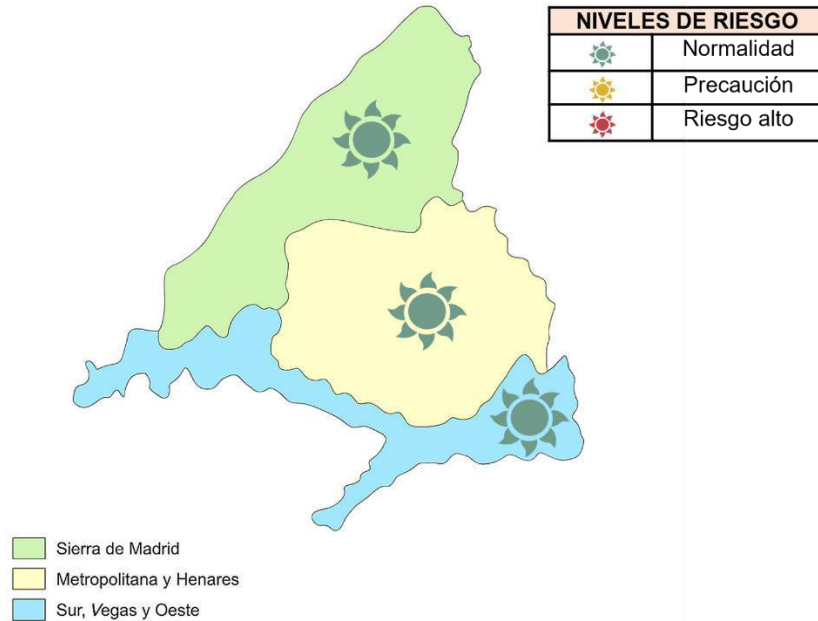 NIVELES DE RIESGO
Normalidad
Precaución
Riesgo alto
Sierra de Madrid
Metropolitana y Henares
Sur, Vegas y Oeste